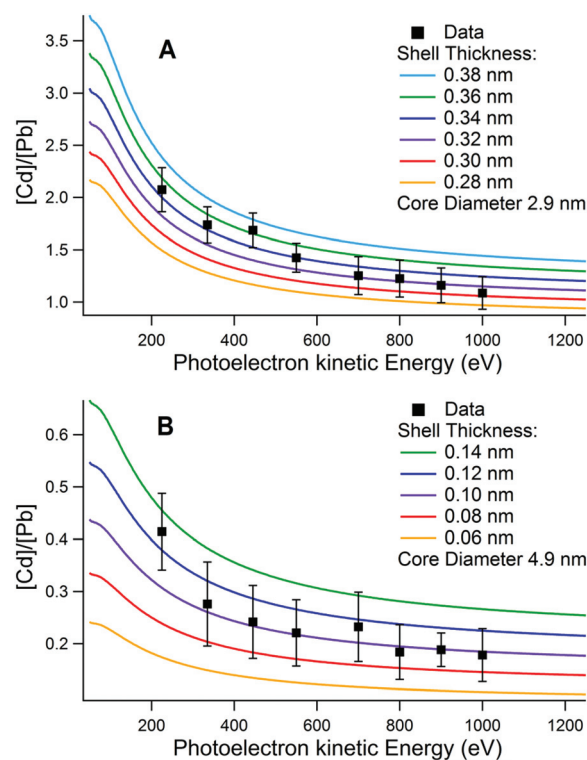 A
Data
Shell Thickness:
0.38 nm
0.36 nm
0.34 nm
0.32 nm
0.30 nm
0.28 nm
Core Diameter 2.9 nm
3.5
3.0
2.5
2.0
1.5
1.0
[Cd]/[Pb]
200 400 600 800 1000 1200
Photoelectron kinetic Energy (eV)
B
Data
Shell Thickness:
0.14 nm
0.12 nm
0.10 nm
0.08 nm
0.06 nm
Core Diameter 4.9 nm
0.6
0.5
0.4
0.3
0.2
[Cd]/[Pb]
200 400 600 800 1000 1200
Photoelectron kinetic Energy (eV)